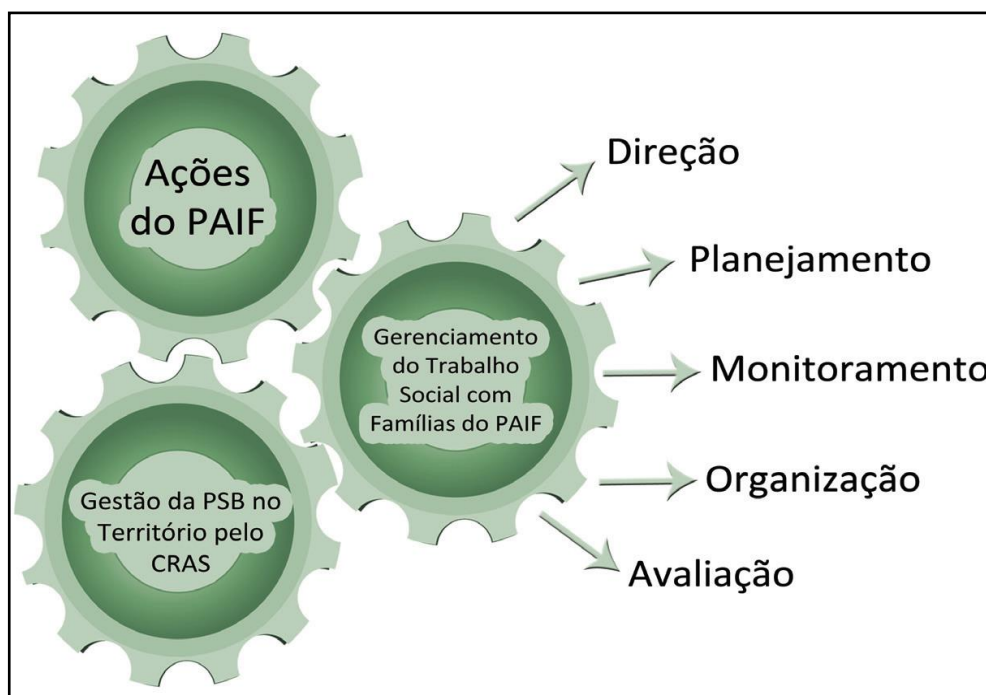 Ações
do PAIF
Gestão da PSB no
Território pelo
CRAS
Gerenciamento
do Trabalho
Social com
Famílias do PAIF
Direção
Planejamento
Monitoramento
Organização
Avaliação